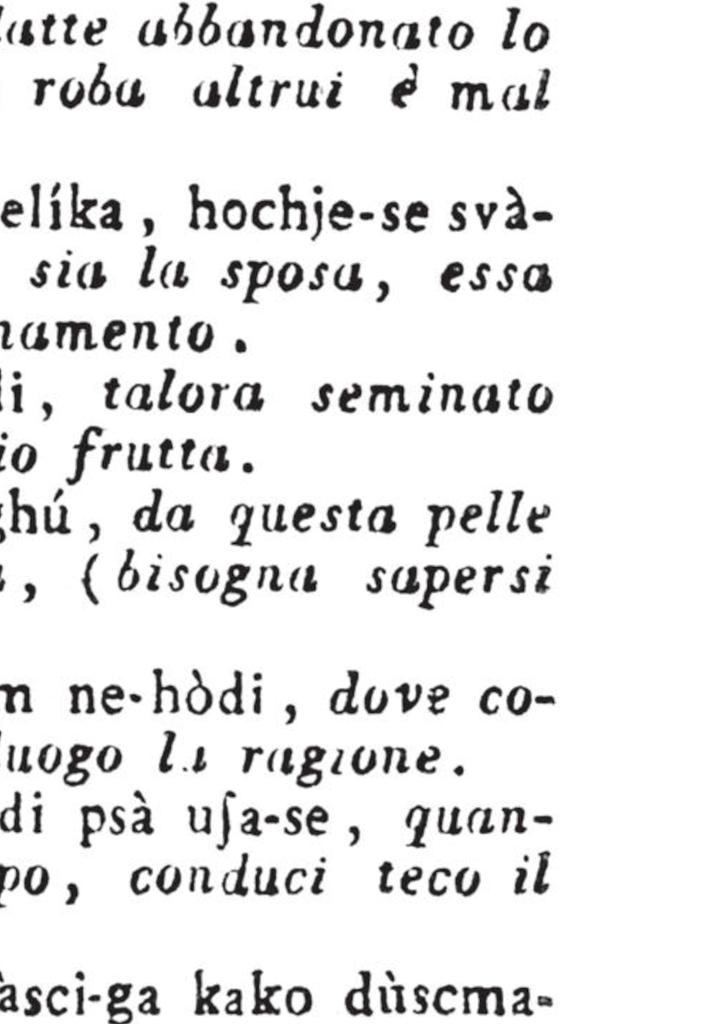 latte abbandonato lo
roba altrui è mal
elíka, hochje-se svà-
sia la sposa, essa
namento.
di, talora seminato
io frutta.
ghú, da questa pelle
, (bisogna sapersi
m ne-hòdi, dove co-
luogo la ragione.
di psà uſa-se, quan-
po, conduci teco il
àsci-ga kako dùscma-